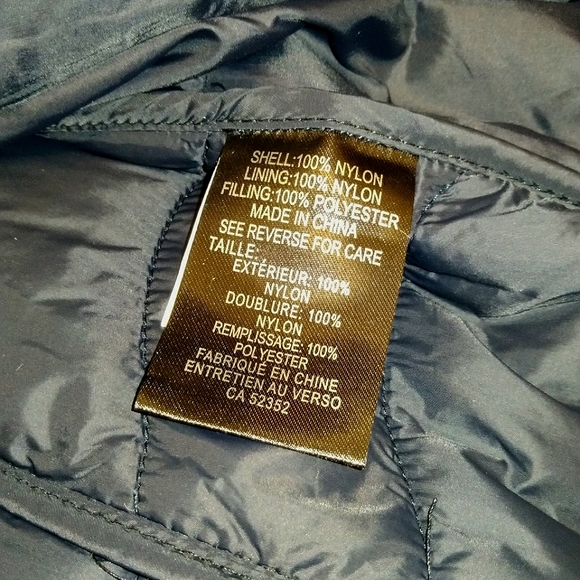 SHELL:100% NYLON
LINING:100% NYLON
FILLING:100% POLYESTER
MADE IN CHINA
SEE REVERSE FOR CARE
TAILLE:
EXTÉRIEUR: 100%
NYLON
DOUBLURE: 100%
NYLON
REMPLISSAGE: 100%
POLYESTER
FABRIQUÉ EN CHINE
ENTRETIEN AU VERSO
CA 52352